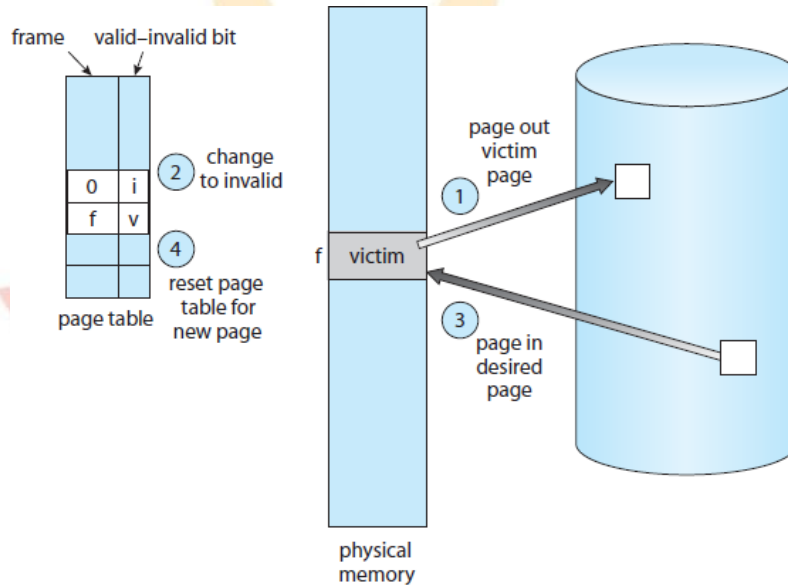 frame
valid–invalid bit
0
i
f
v
2
change
to invalid
4
reset page
table for
new page
page table
f
victim
page out
victim
page
1
3
page in
desired
page
physical
memory